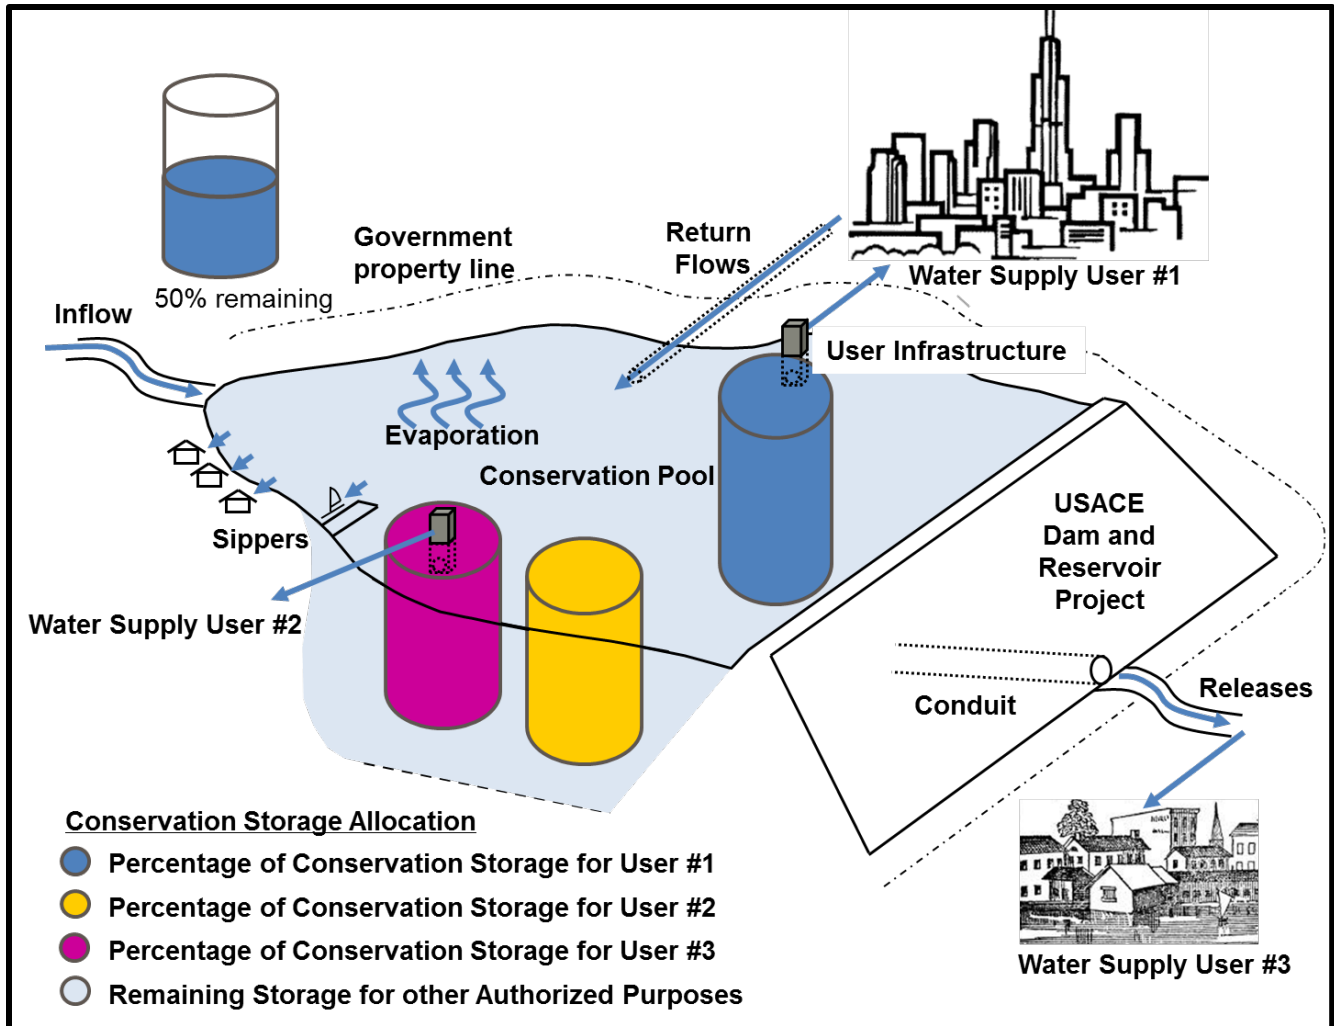 50% remaining
Government
property line
Return
Flows
Water Supply User #1
Inflow
User Infrastructure
Evaporation
Conservation Pool
Sippers
USACE
Dam and
Reservoir
Project
Water Supply User #2
Conduit
Releases
Conservation Storage Allocation
Percentage of Conservation Storage for User #1
Percentage of Conservation Storage for User #2
Percentage of Conservation Storage for User #3
Remaining Storage for other Authorized Purposes
Water Supply User #3